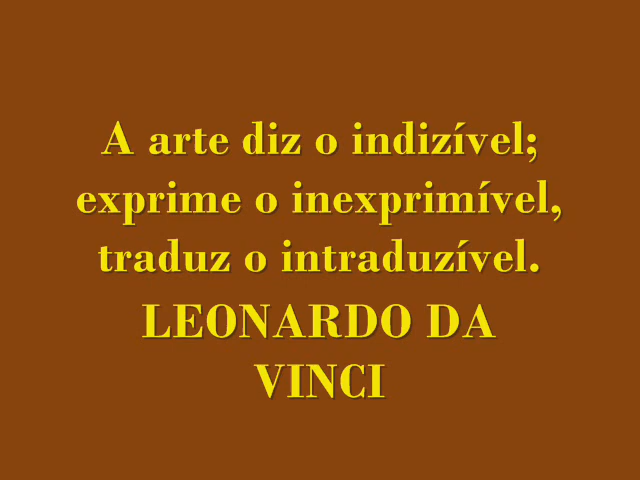 A arte diz o indizível;
exprime o inexprimível,
traduz o intraduzível.
LEONARDO DA
VINCI